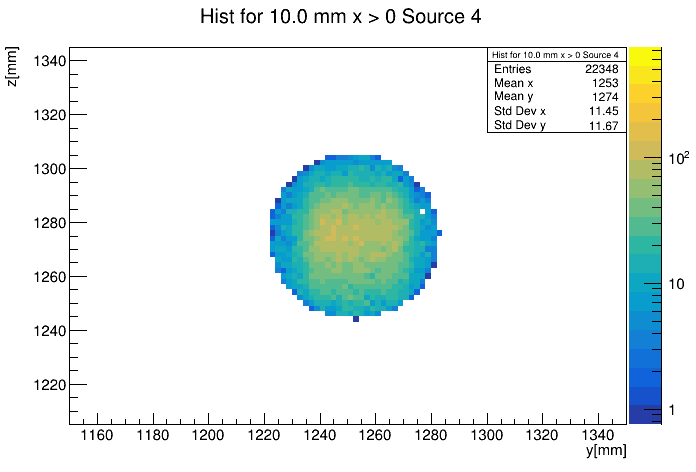 Hist for 10.0 mm x > 0 Source 4
z[mm]
Hist for 10.0 mm x > 0 Source 4
Entries 22348
Mean x 1253
Mean y 1274
Std Dev x 11.45
Std Dev y 11.67
1340
1320
1300
1280
1260
1240
1220
10²
10
1
1160 1180 1200 1220 1240 1260 1280 1300 1320 1340
y[mm]